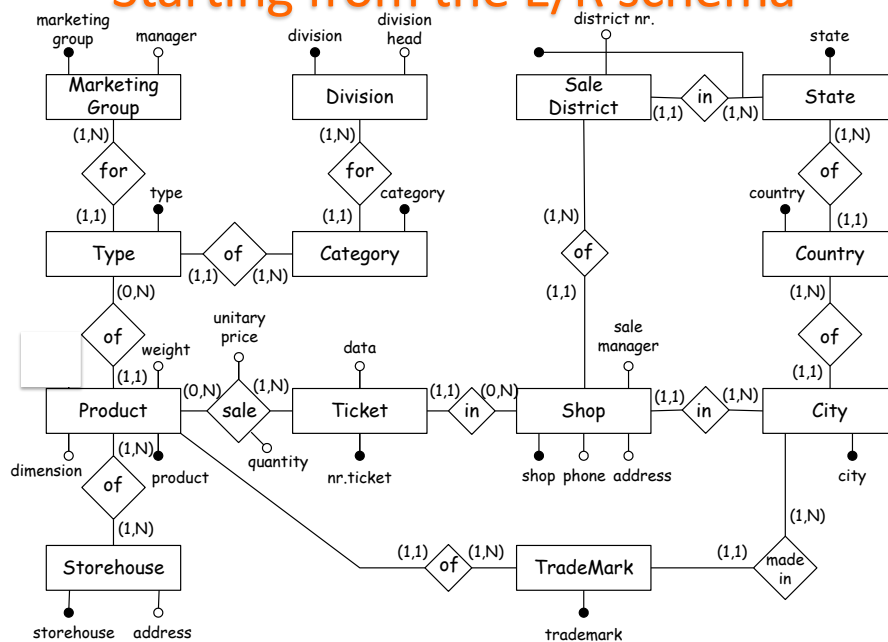 Starting from the E/R schema
marketing
group
manager
division
division
head
district nr.
state
Marketing
Group
Division
Sale
District
in
State
(1,1)
(1,N)
(1,N)
(1,N)
(1,N)
for
for
of
type
category
country
(1,1)
(1,1)
(1,N)
(1,1)
Type
of
Category
of
Country
(1,1)
(1,N)
(0,N)
(1,1)
(1,N)
of
weight
unitary
price
data
sale
manager
of
(1,1)
(0,N)
(1,N)
(1,1)
(0,N)
(1,1)
(1,N)
(1,1)
Product
sale
Ticket
in
Shop
in
City
dimension
(1,N)
product
quantity
nr.ticket
shop
phone
address
city
of
(1,N)
(1,N)
(1,1)
(1,N)
(1,1)
Storehouse
of
TradeMark
made
in
storehouse
address
trademark